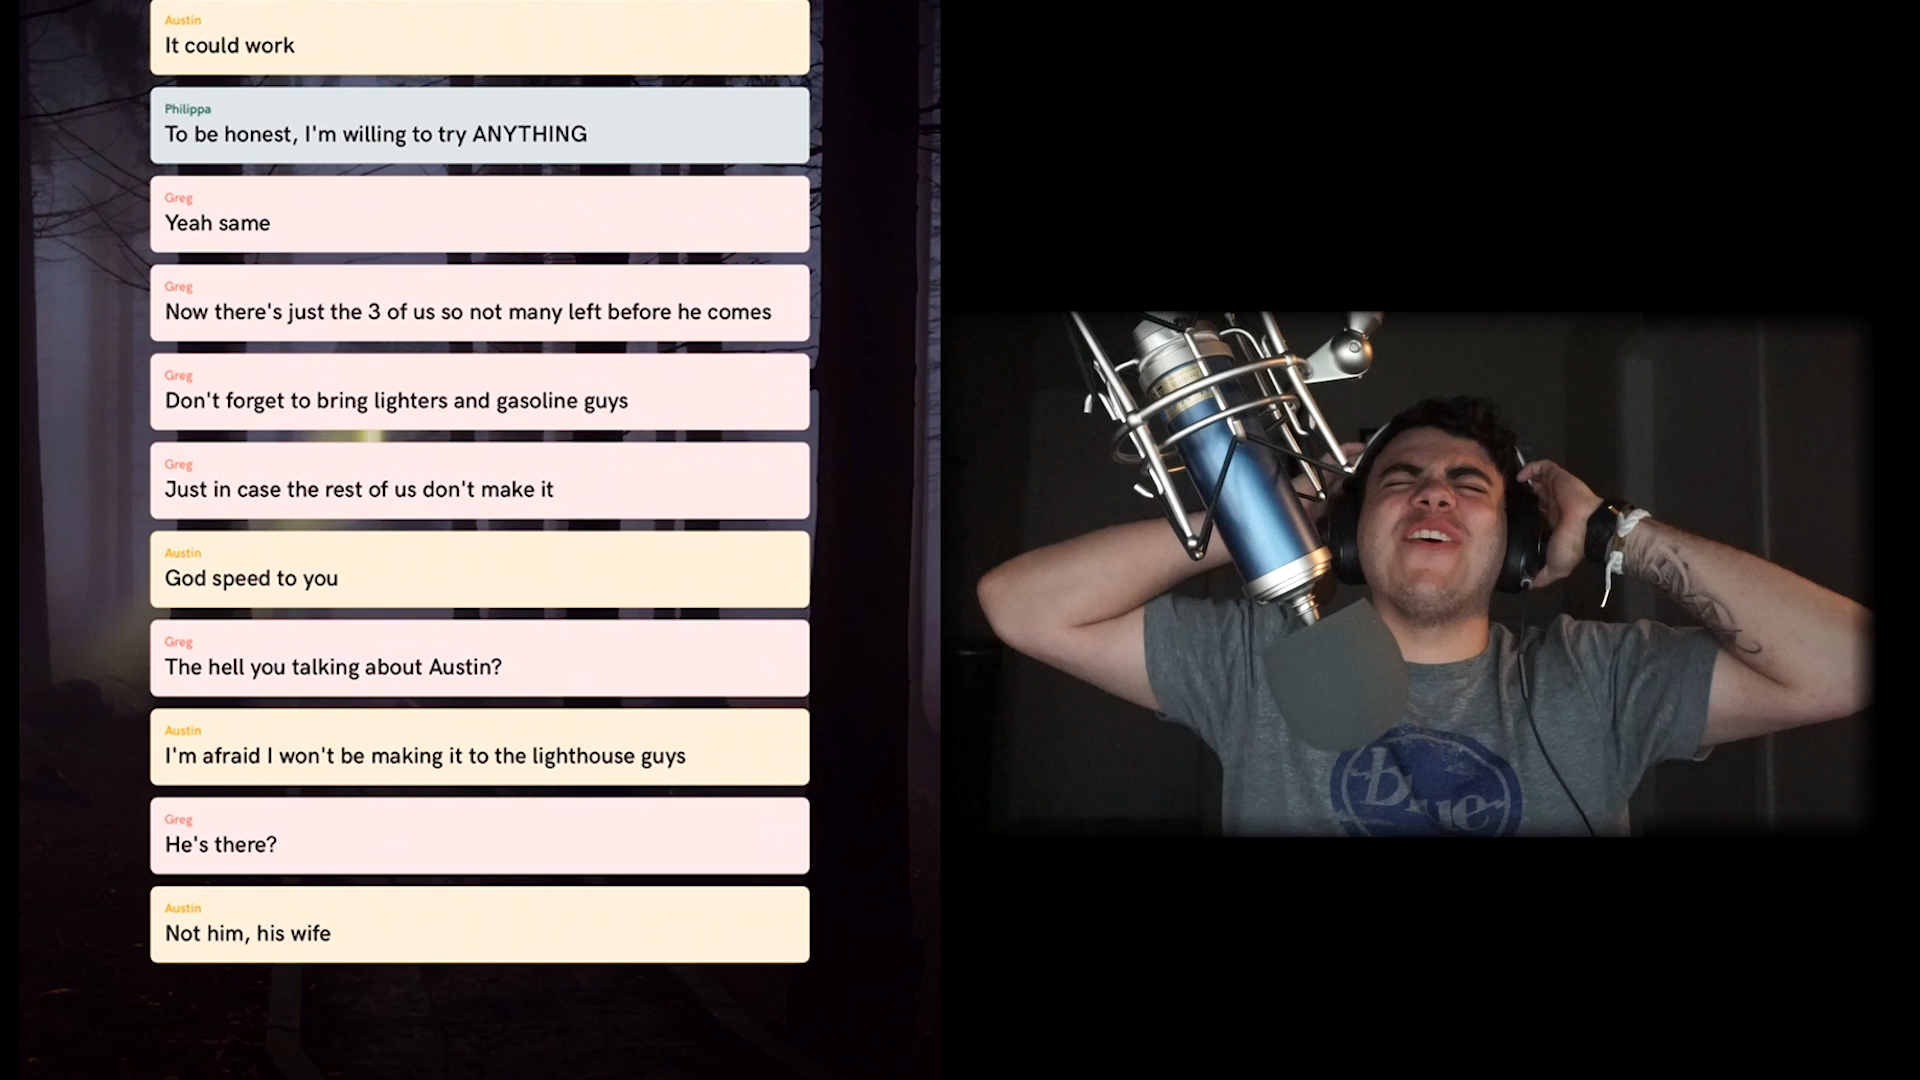 Austin
It could work
Philippa
To be honest, I'm willing to try ANYTHING
Greg
Yeah same
Greg
Now there's just the 3 of us so not many left before he comes
Greg
Don't forget to bring lighters and gasoline guys
Greg
Just in case the rest of us don't make it
Austin
God speed to you
Greg
The hell you talking about Austin?
Austin
I'm afraid I won't be making it to the lighthouse guys
Greg
He's there?
Austin
Not him, his wife
blue